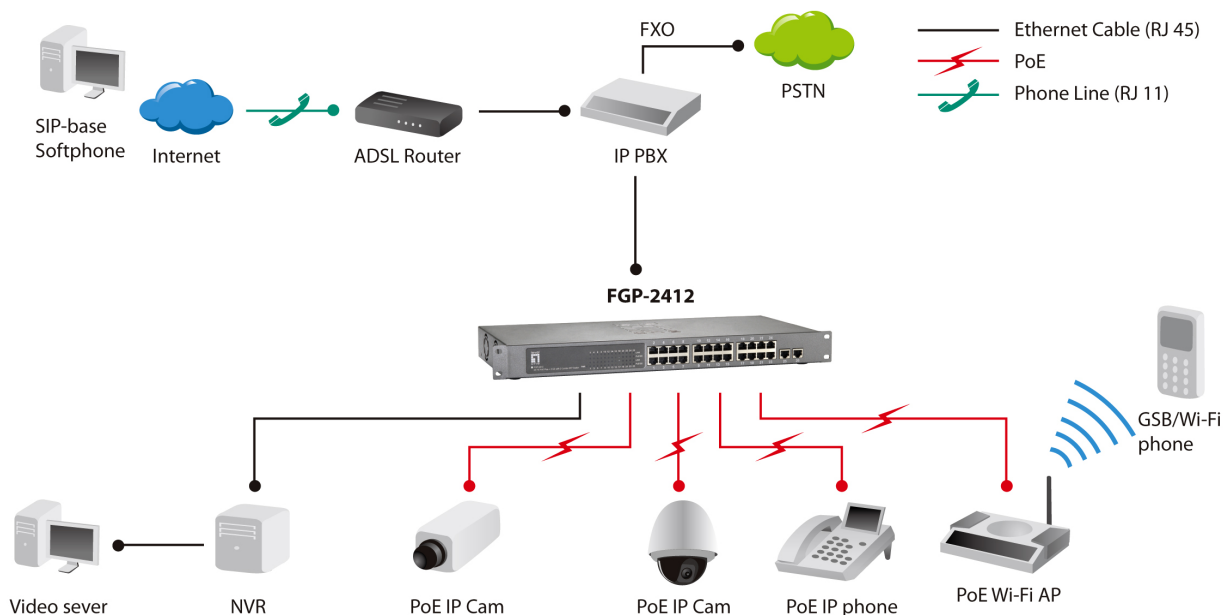 FXO
Ethernet Cable (RJ 45)
PoE
Phone Line (RJ 11)
PSTN
SIP-base
Softphone
Internet
ADSL Router
IP PBX
FGP-2412
GSB/Wi-Fi
phone
Video sever
NVR
PoE IP Cam
PoE IP Cam
PoE IP phone
PoE Wi-Fi AP